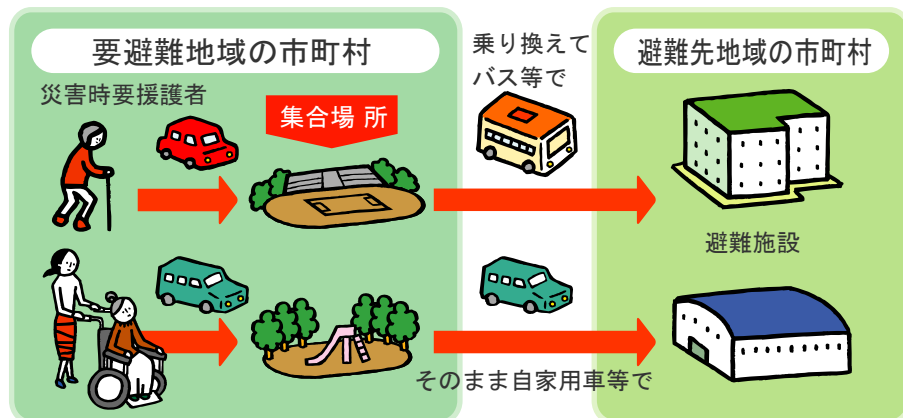 要避難地域の市町村
災害時要援護者
集合場所
乗り換えて
バス等で
避難先地域の市町村
避難施設
そのまま自家用車等で